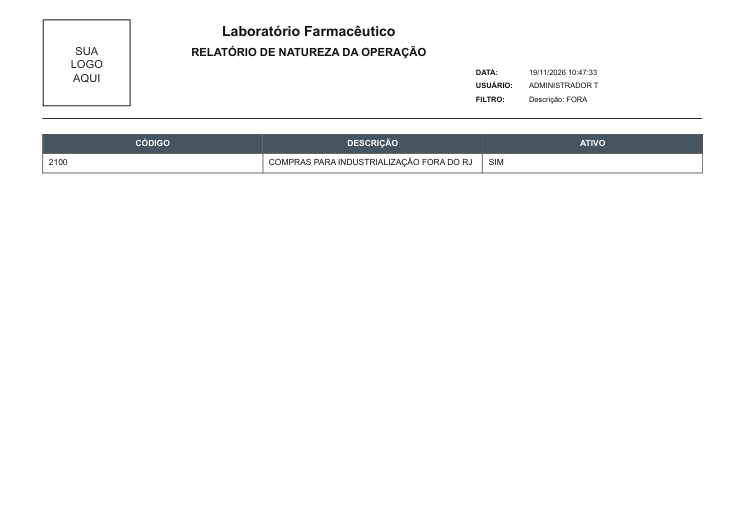 SUA
LOGO
AQUI
Laboratório Farmacêutico
RELATÓRIO DE NATUREZA DA OPERAÇÃO
DATA: 19/11/2026 10:47:33
USUÁRIO: ADMINISTRADOR T
FILTRO: Descrição: FORA
CÓDIGO DESCRIÇÃO ATIVO
2100 COMPRAS PARA INDUSTRIALIZAÇÃO FORA DO RJ SIM